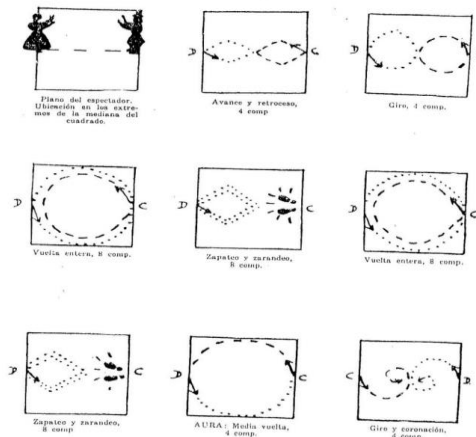 Plano del espectador.
Ubicación en los extre-
mos de la mediana del
cuadrado.
D C
Avance y retroceso,
4 comp
D C
Giro, 4 comp.
D C
Vuelta entera, 8 comp.
D C
Zapateo y zarandeo,
8 comp.
D C
Vuelta entera, 8 comp.
D C
Zapateo y zarandeo,
8 comp
D C
AURA: Media vuelta,
4 comp.
C D
Giro y coronación,
4 comp.